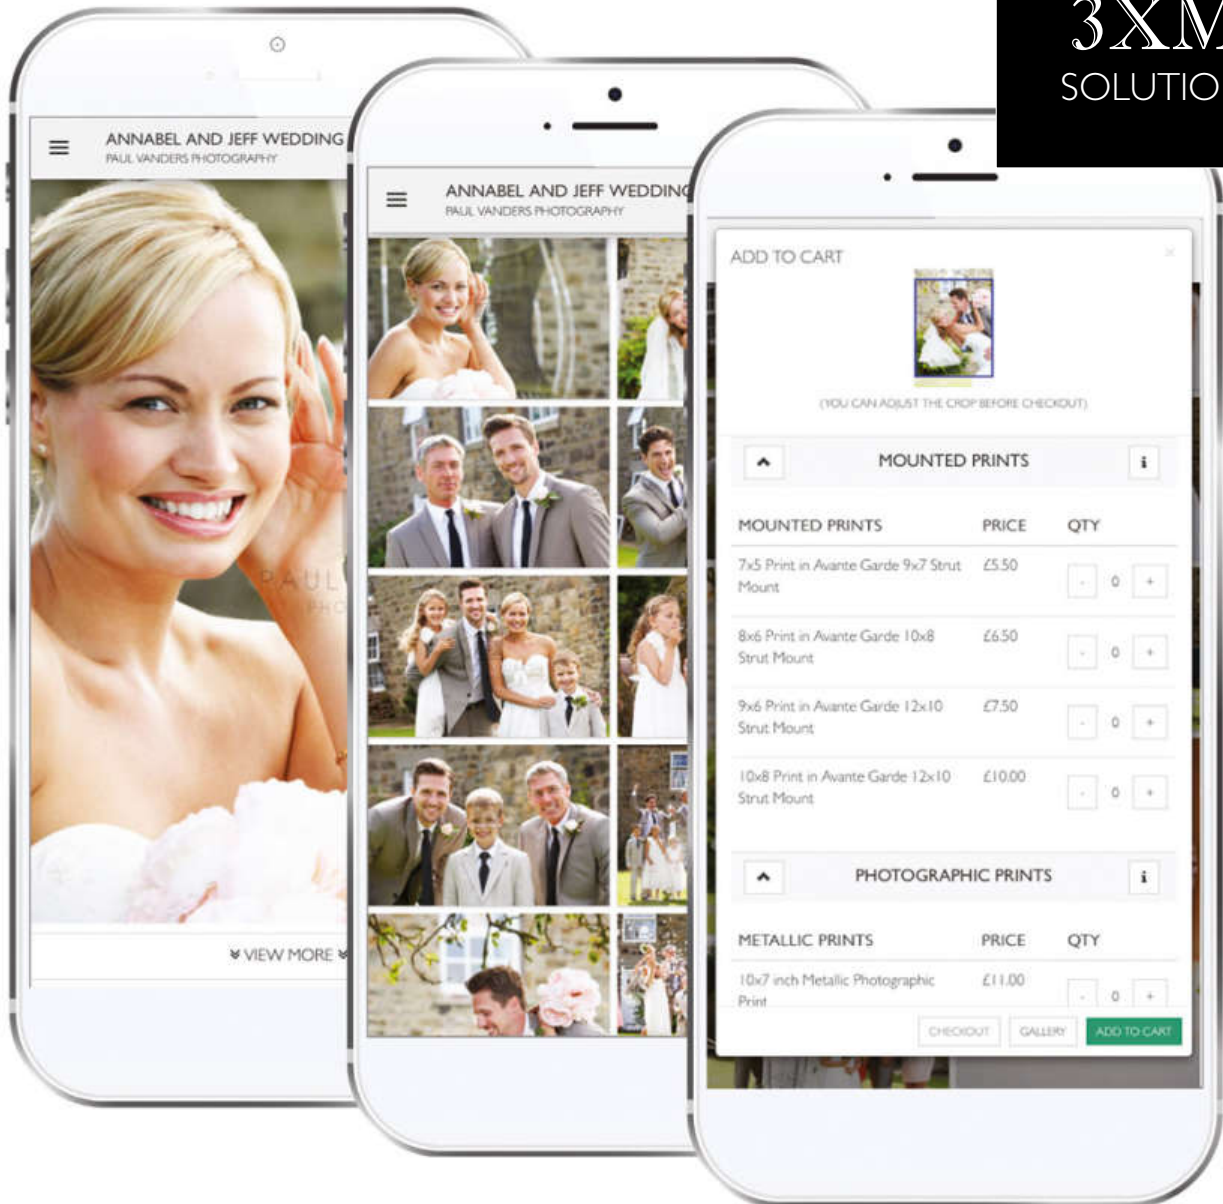 3XM
SOLUTIO
ANNABEL AND JEFF WEDDING
PAUL VANDERS PHOTOGRAPHY
PAUL
PHO
VIEW MORE
ANNABEL AND JEFF WEDDING
PAUL VANDERS PHOTOGRAPHY
ADD TO CART
(YOU CAN ADJUST THE CROP BEFORE CHECKOUT)
MOUNTED PRINTS
i
MOUNTED PRINTS PRICE QTY
7x5 Print in Avante Garde 9x7 Strut £5.50
Mount
- 0 +
8x6 Print in Avante Garde 10x8 £6.50
Strut Mount
- 0 +
9x6 Print in Avante Garde 12x10 £7.50
Strut Mount
- 0 +
10x8 Print in Avante Garde 12x10 £10.00
Strut Mount
- 0 +
PHOTOGRAPHIC PRINTS
i
METALLIC PRINTS PRICE QTY
10x7 inch Metallic Photographic £11.00
Print
- 0 +
CHECKOUT GALLERY ADD TO CART